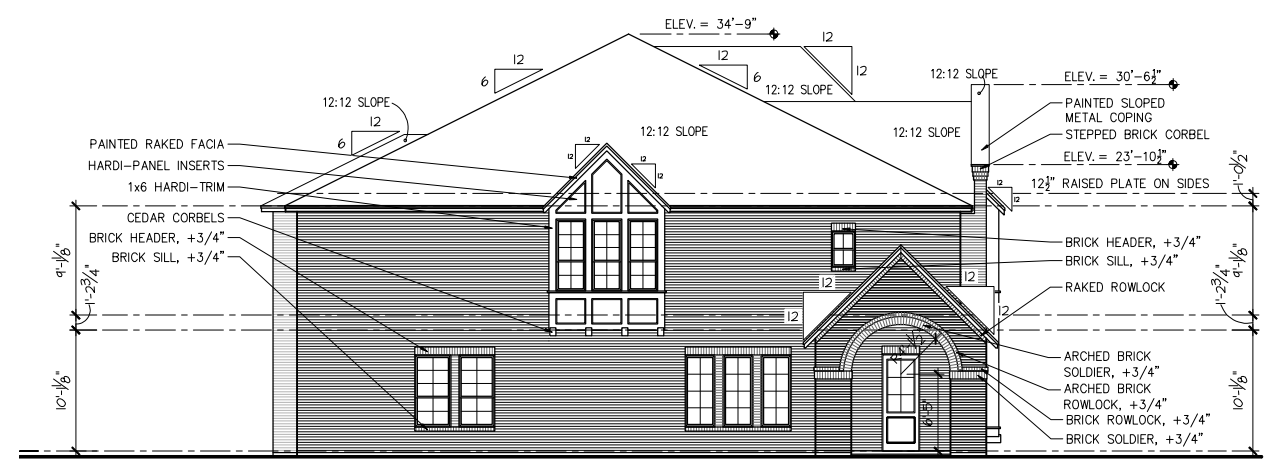 ELEV. = 34'-9"
12
12
12
12
6
6
12:12 SLOPE
ELEV. = 30'-6½"
12:12 SLOPE
12:12 SLOPE
PAINTED SLOPED
METAL COPING
12
6
12:12 SLOPE
12:12 SLOPE
STEPPED BRICK CORBEL
PAINTED RAKED FACIA
12
12
12
12
ELEV. = 23'-10½"
HARDI-PANEL INSERTS
1x6 HARDI-TRIM
12½" RAISED PLATE ON SIDES
1'-0½"
12
12
CEDAR CORBELS
BRICK HEADER, +3/4"
BRICK SILL, +3/4"
BRICK HEADER, +3/4"
BRICK SILL, +3/4"
RAKED ROWLOCK
9'-1⅛"
1'-2¾"
12
12
12
12
9'-1⅛"
1'-2¾"
10'-1⅛"
ARCHED BRICK
SOLDIER, +3/4"
ARCHED BRICK
ROWLOCK, +3/4"
BRICK ROWLOCK, +3/4"
BRICK SOLDIER, +3/4"
6'-5"
10'-1⅛"